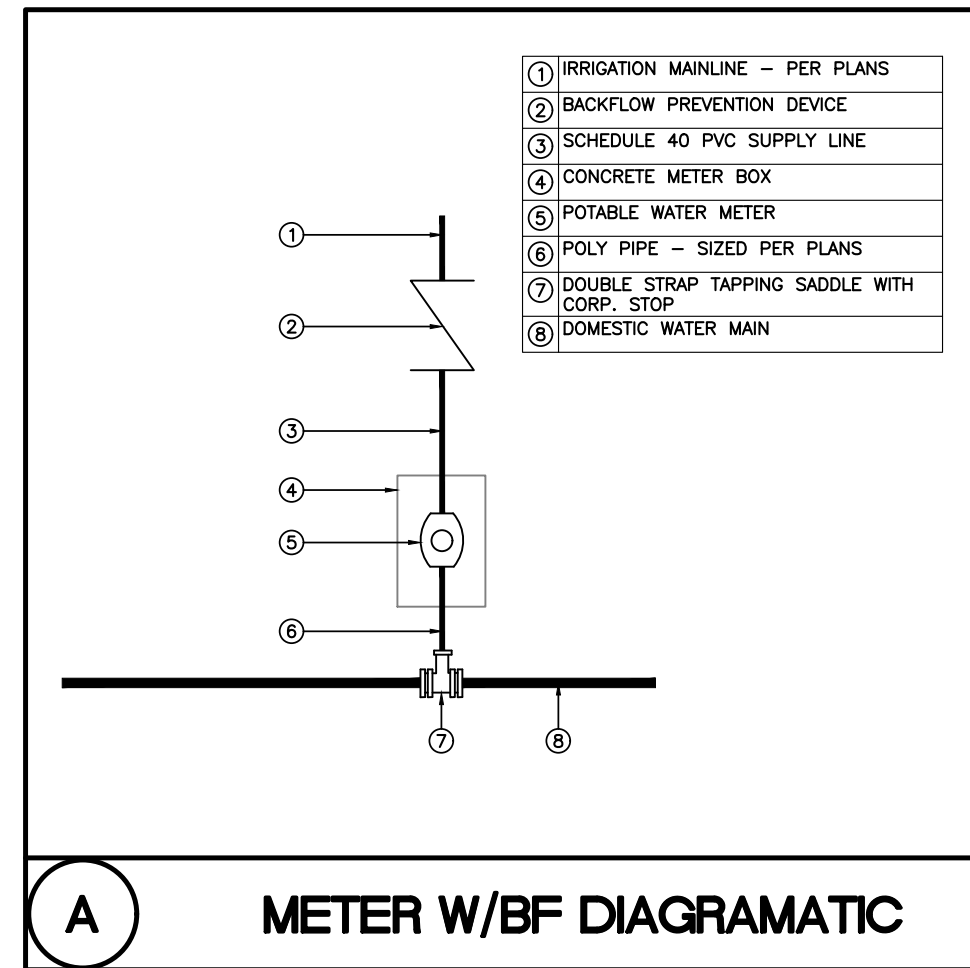 ① IRRIGATION MAINLINE – PER PLANS
② BACKFLOW PREVENTION DEVICE
③ SCHEDULE 40 PVC SUPPLY LINE
④ CONCRETE METER BOX
⑤ POTABLE WATER METER
⑥ POLY PIPE – SIZED PER PLANS
⑦ DOUBLE STRAP TAPPING SADDLE WITH
CORP. STOP
⑧ DOMESTIC WATER MAIN
①
②
③
④
⑤
⑥
⑦ ⑧
A METER W/BF DIAGRAMATIC